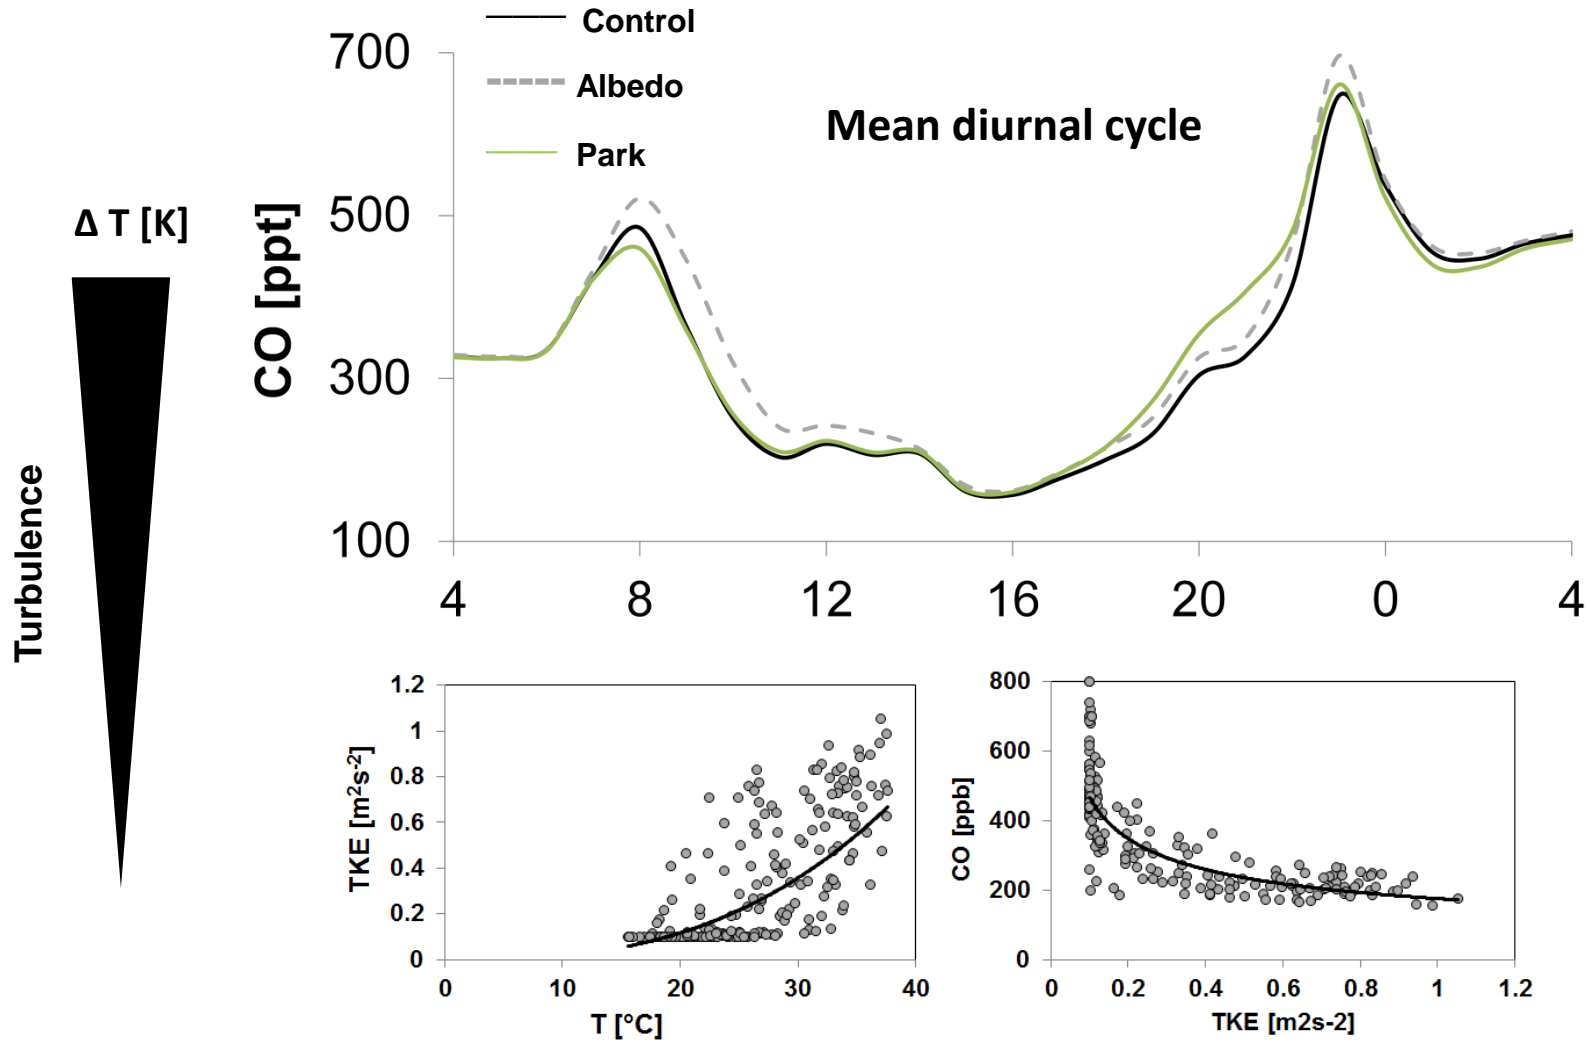 Control
Albedo
Park
Mean diurnal cycle
Δ T [K]
Turbulence
CO [ppt]
700
500
300
100
4 8 12 16 20 0 4
TKE [m²s⁻²]
1.2
1
0.8
0.6
0.4
0.2
0
0 10 20 30 40
T [°C]
CO [ppb]
800
600
400
200
0
0 0.2 0.4 0.6 0.8 1 1.2
TKE [m2s-2]